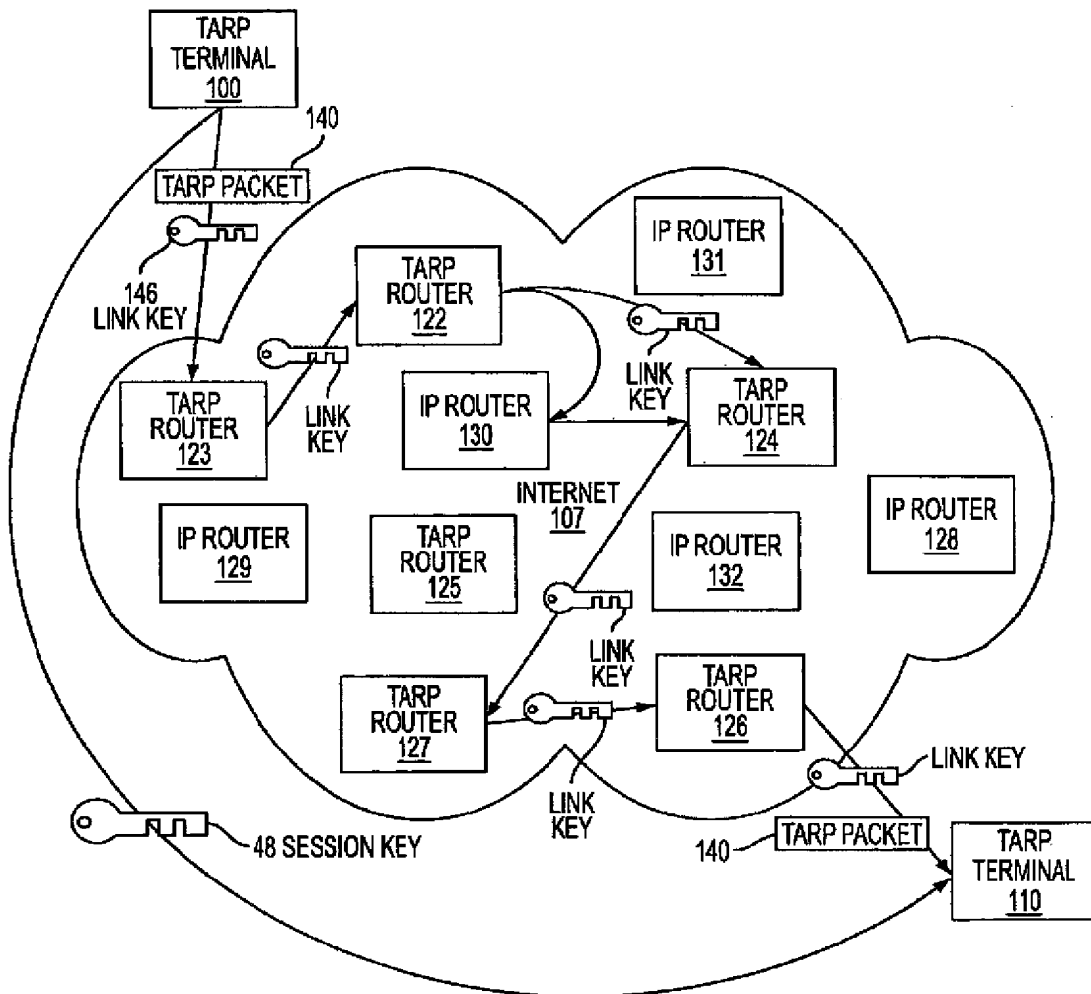 TARP
TERMINAL
100
140
TARP PACKET
146
LINK KEY
TARP
ROUTER
122
IP ROUTER
131
LINK
KEY
LINK
KEY
TARP
ROUTER
123
IP ROUTER
130
TARP
ROUTER
124
INTERNET
107
IP ROUTER
129
TARP
ROUTER
125
IP ROUTER
132
IP ROUTER
128
LINK
KEY
TARP
ROUTER
127
TARP
ROUTER
126
LINK
KEY
LINK KEY
48 SESSION KEY
140
TARP PACKET
TARP
TERMINAL
110